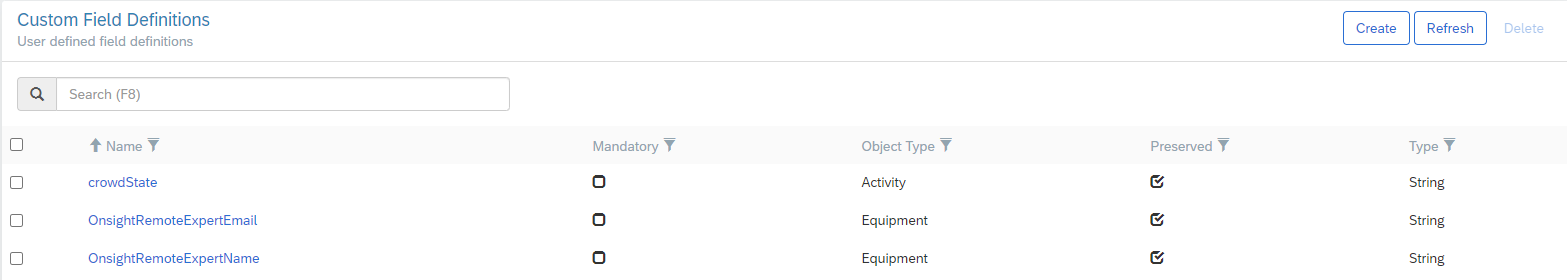 Custom Field Definitions
User defined field definitions
Create Refresh Delete
Search (F8)
Name Mandatory Object Type Preserved Type
crowdState Activity String
OnsightRemoteExpertEmail Equipment String
OnsightRemoteExpertName Equipment String